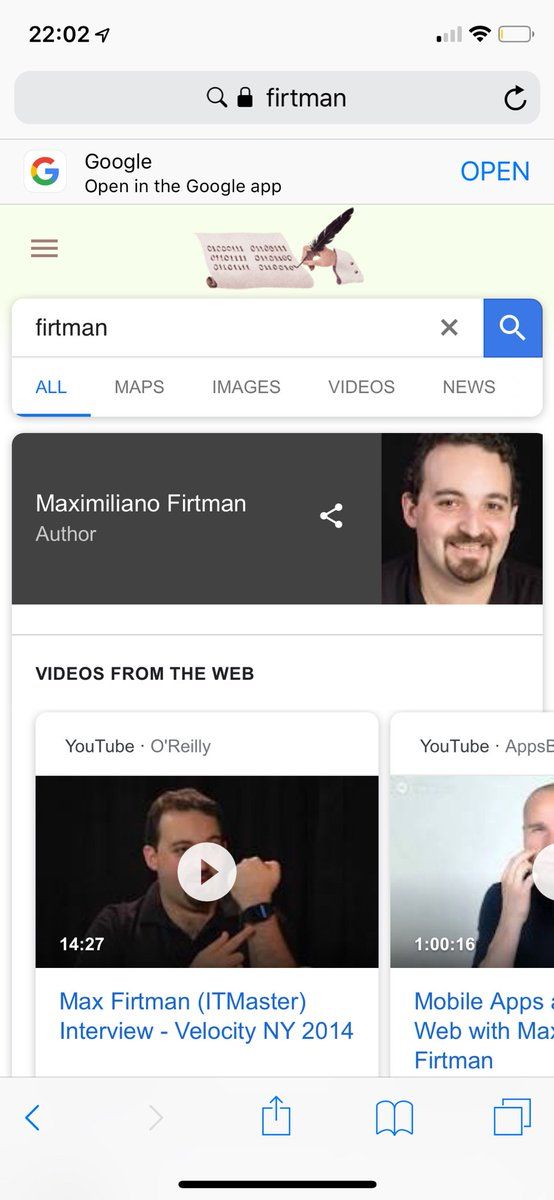 22:02
firtman
Google
Open in the Google app
OPEN
firtman
ALL MAPS IMAGES VIDEOS NEWS
Maximiliano Firtman
Author
VIDEOS FROM THE WEB
YouTube · O'Reilly
14:27
Max Firtman (ITMaster)
Interview - Velocity NY 2014
YouTube · AppsB
1:00:16
Mobile Apps a
Web with Max
Firtman